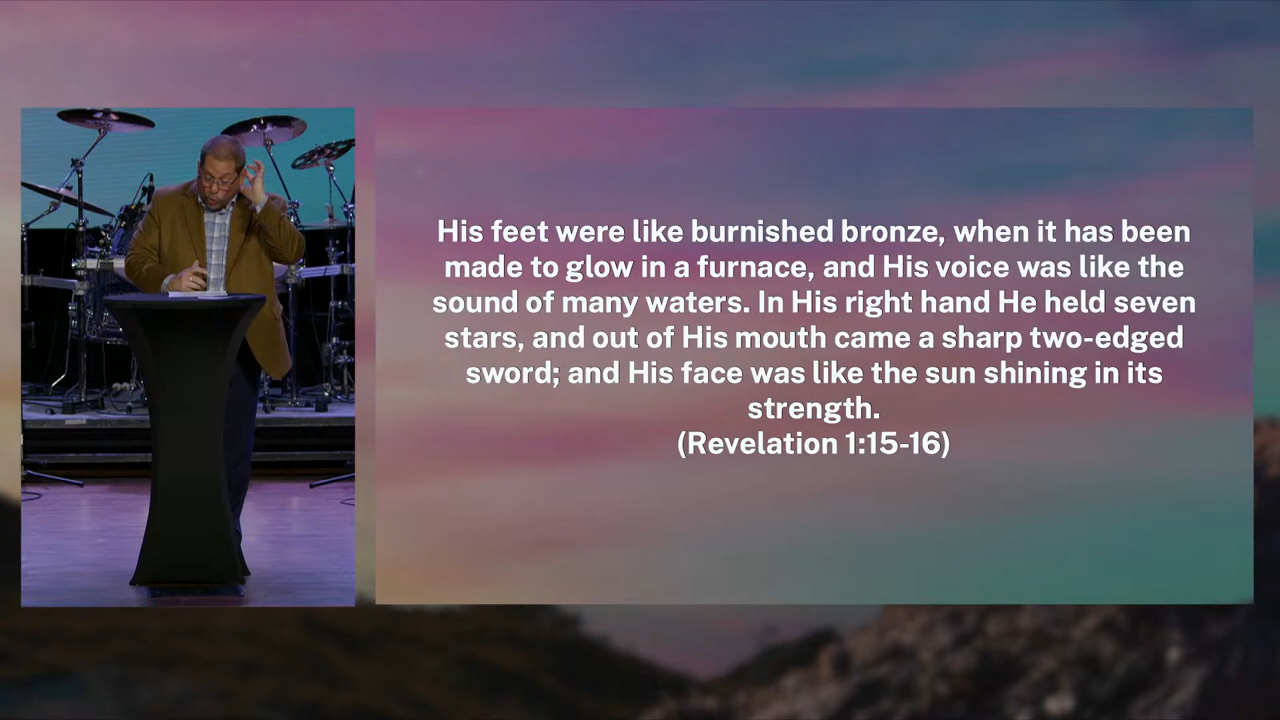 His feet were like burnished bronze, when it has been
made to glow in a furnace, and His voice was like the
sound of many waters. In His right hand He held seven
stars, and out of His mouth came a sharp two-edged
sword; and His face was like the sun shining in its
strength.
(Revelation 1:15-16)